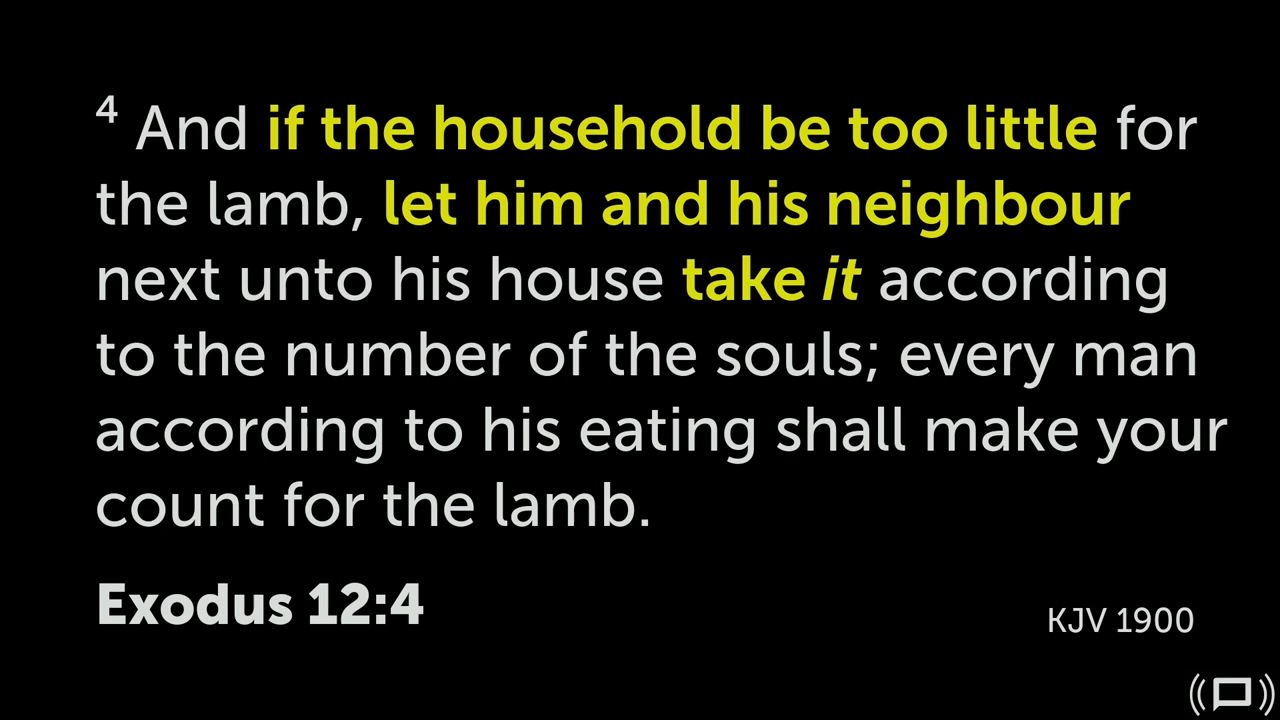 4 And if the household be too little for
the lamb, let him and his neighbour
next unto his house take it according
to the number of the souls; every man
according to his eating shall make your
count for the lamb.
Exodus 12:4
KJV 1900